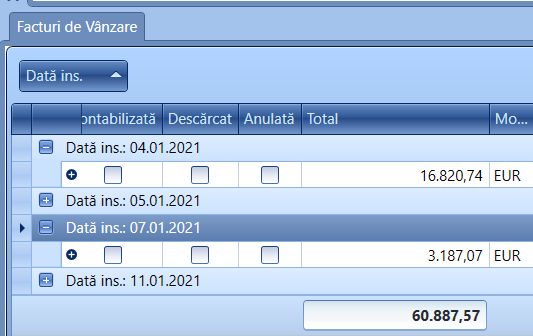 Facturi de Vânzare
Dată ins.
Descărcat Anulată Total
Dată ins.: 04.01.2021
16.820,74 EUR
Dată ins.: 05.01.2021
Dată ins.: 07.01.2021
3.187,07 EUR
Dată ins.: 11.01.2021
60.887,57